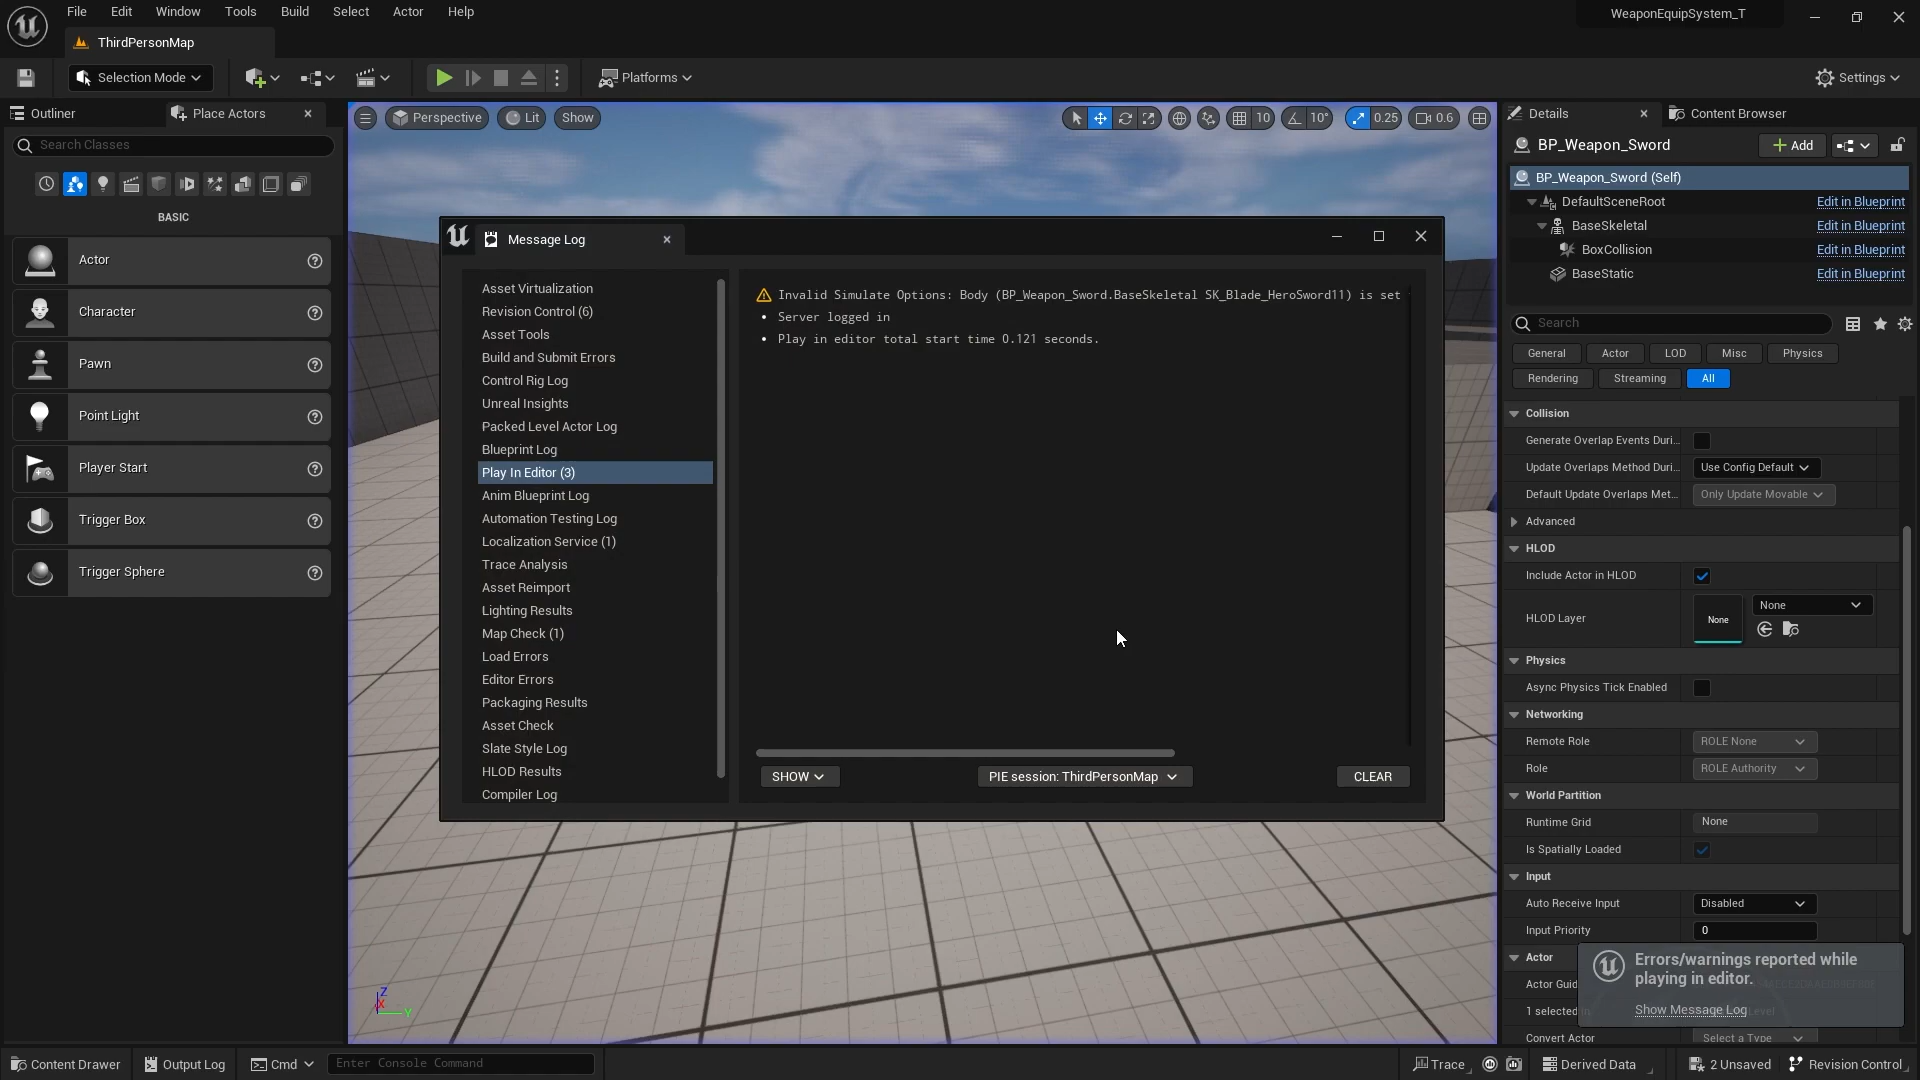 File Edit Window Tools Build Select Actor Help
WeaponEquipSystem_T
ThirdPersonMap
Selection Mode
Platforms
Settings
Outliner
Place Actors
Search Classes
BASIC
Actor
Character
Pawn
Point Light
Player Start
Trigger Box
Trigger Sphere
Perspective
Lit
Show
10
10°
0.25
0.6
Message Log
Asset Virtualization
Revision Control (6)
Asset Tools
Build and Submit Errors
Control Rig Log
Unreal Insights
Packed Level Actor Log
Blueprint Log
Play In Editor (3)
Anim Blueprint Log
Automation Testing Log
Localization Service (1)
Trace Analysis
Asset Reimport
Lighting Results
Map Check (1)
Load Errors
Editor Errors
Packaging Results
Asset Check
Slate Style Log
HLOD Results
Compiler Log
Invalid Simulate Options: Body (BP_Weapon_Sword.BaseSkeletal SK_Blade_HeroSword11) is set
• Server logged in
• Play in editor total start time 0.121 seconds.
SHOW
PIE session: ThirdPersonMap
CLEAR
Z
X
Y
Details
Content Browser
BP_Weapon_Sword
+ Add
BP_Weapon_Sword (Self)
DefaultSceneRoot Edit in Blueprint
BaseSkeletal Edit in Blueprint
BoxCollision Edit in Blueprint
BaseStatic Edit in Blueprint
Search
General Actor LOD Misc Physics
Rendering Streaming All
Collision
Generate Overlap Events Duri...
Update Overlaps Method Duri... Use Config Default
Default Update Overlaps Met... Only Update Movable
Advanced
HLOD
Include Actor in HLOD
HLOD Layer None None
Physics
Async Physics Tick Enabled
Networking
Remote Role ROLE None
Role ROLE Authority
World Partition
Runtime Grid None
Is Spatially Loaded
Input
Auto Receive Input Disabled
Input Priority 0
Actor
Actor Guid
1 selected
Convert Actor Select a Type
Errors/warnings reported while
playing in editor.
Show Message Log
Content Drawer
Output Log
Cmd
Enter Console Command
Trace
Derived Data
2 Unsaved
Revision Control